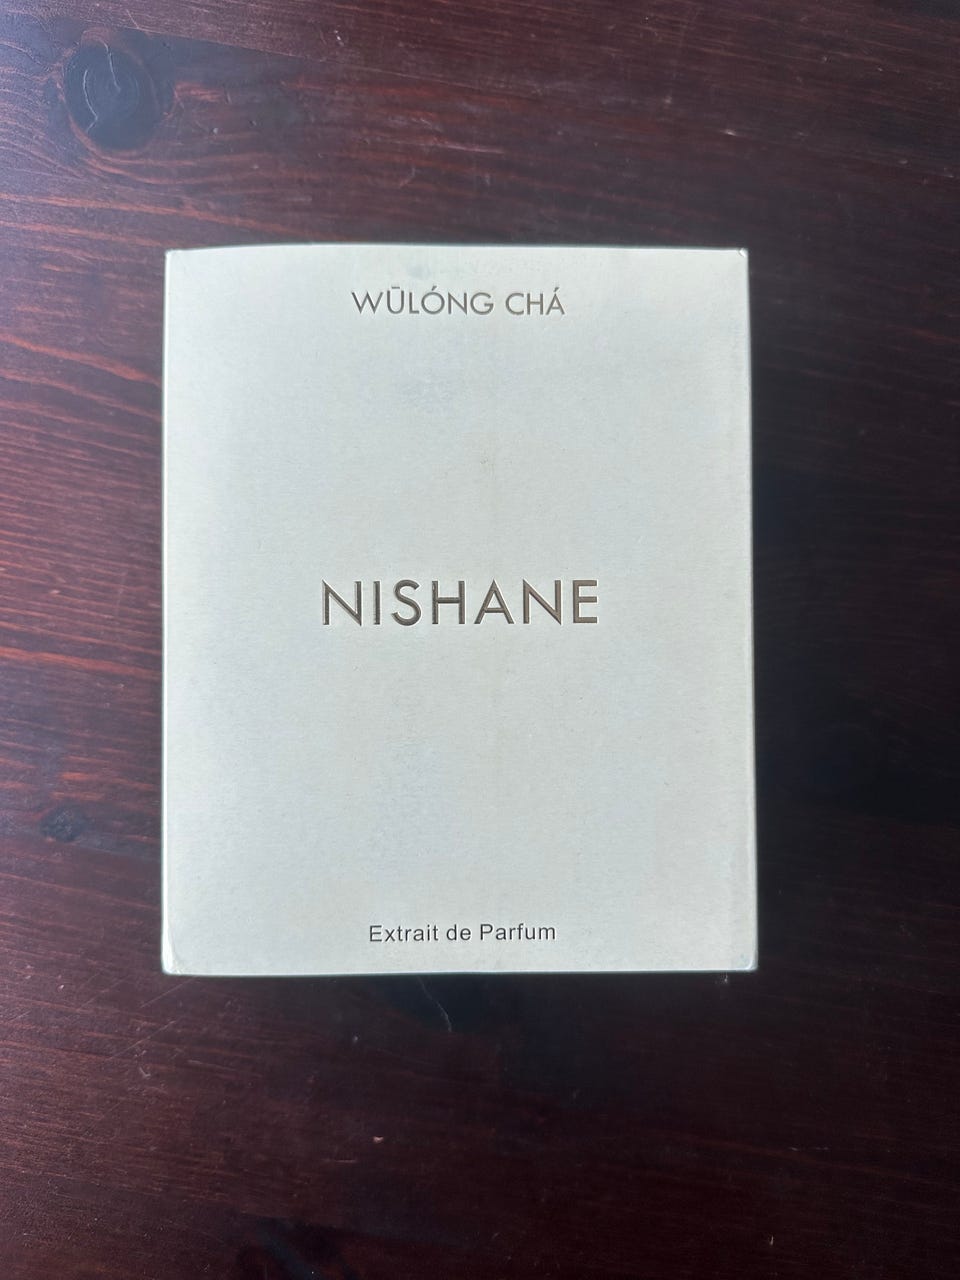 WŪLÓNG CHÁ
NISHANE
Extrait de Parfum